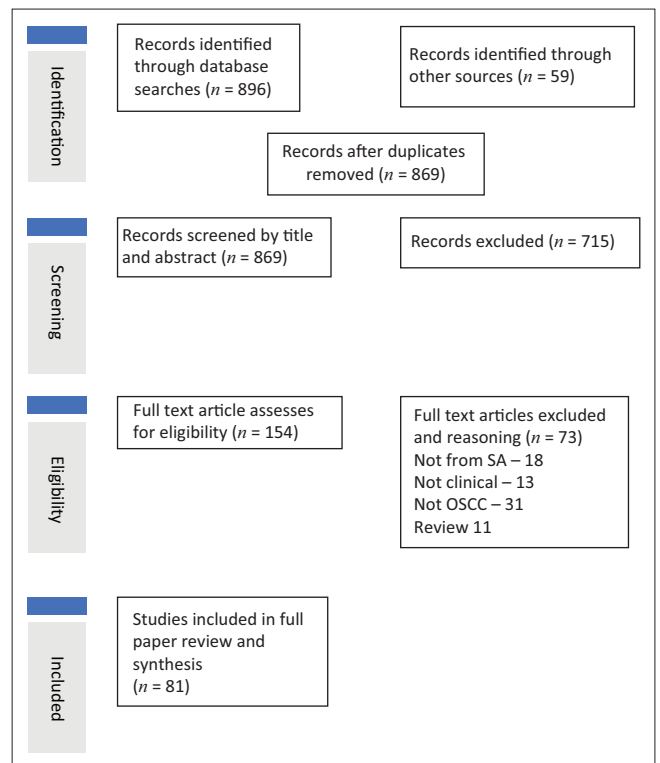 Identification
Records identified
through database
searches (n = 896)
Records identified through
other sources (n = 59)
Records after duplicates
removed (n = 869)
Screening
Records screened by title
and abstract (n = 869)
Records excluded (n = 715)
Eligibility
Full text article assesses
for eligibility (n = 154)
Full text articles excluded
and reasoning (n = 73)
Not from SA – 18
Not clinical – 13
Not OSCC – 31
Review 11
Included
Studies included in full
paper review and
synthesis
(n = 81)